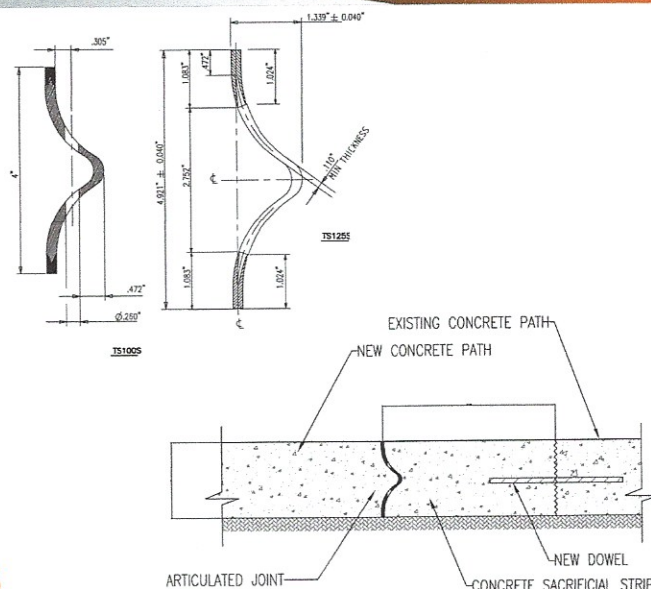 .305"
4"
.472"
Ø.250"
TS100S
1.339" ± 0.040"
.472"
1.083"
1.024"
4.921" ± 0.040"
2.752"
.110"
MIN THICKNESS
℄
TS125S
1.083"
1.024"
℄
EXISTING CONCRETE PATH
NEW CONCRETE PATH
NEW DOWEL
ARTICULATED JOINT
CONCRETE SACRIFICIAL STRIP